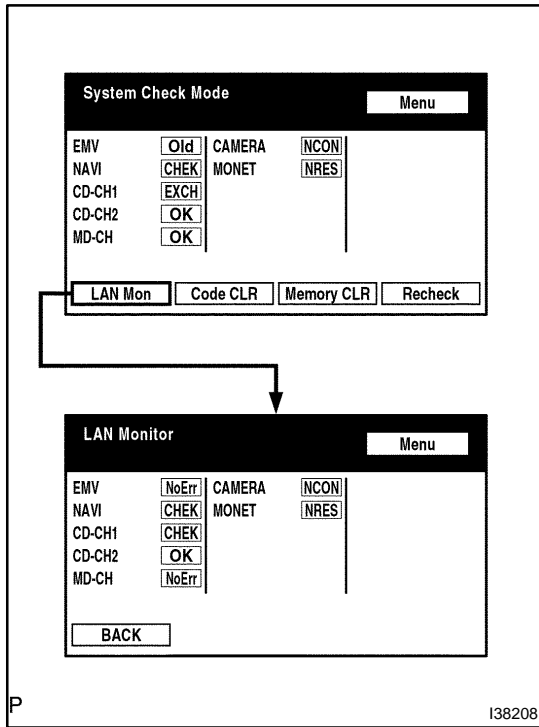 System Check Mode
Menu
EMV Old CAMERA NCON
NAVI CHEK MONET NRES
CD-CH1 EXCH
CD-CH2 OK
MD-CH OK
LAN Mon Code CLR Memory CLR Recheck
LAN Monitor
Menu
EMV NoErr CAMERA NCON
NAVI CHEK MONET NRES
CD-CH1 CHEK
CD-CH2 OK
MD-CH NoErr
BACK
P I38208